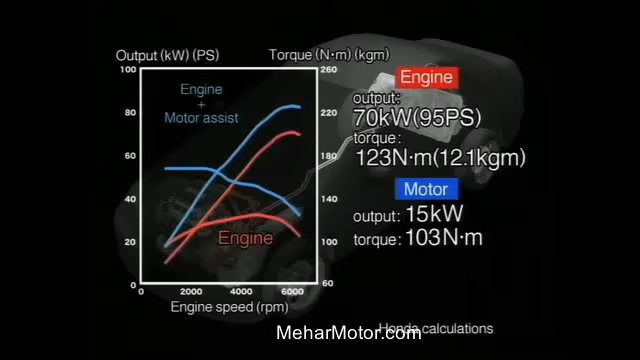 Output (kW) (PS)
Torque (N·m) (kgm)
100
80
60
40
20
0
260
220
180
140
100
60
0
2000
4000
6000
Engine speed (rpm)
Engine
+
Motor assist
Engine
Engine
output:
70kW(95PS)
torque:
123N·m(12.1kgm)
Motor
output: 15kW
torque: 103N·m
Honda calculations
MeharMotor.com